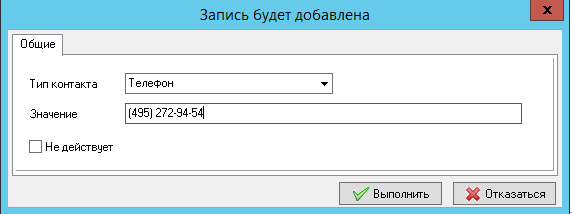 Запись будет добавлена
x
Общие
Тип контакта Телефон
Значение (495) 272-94-54
Не действует
Выполнить Отказаться